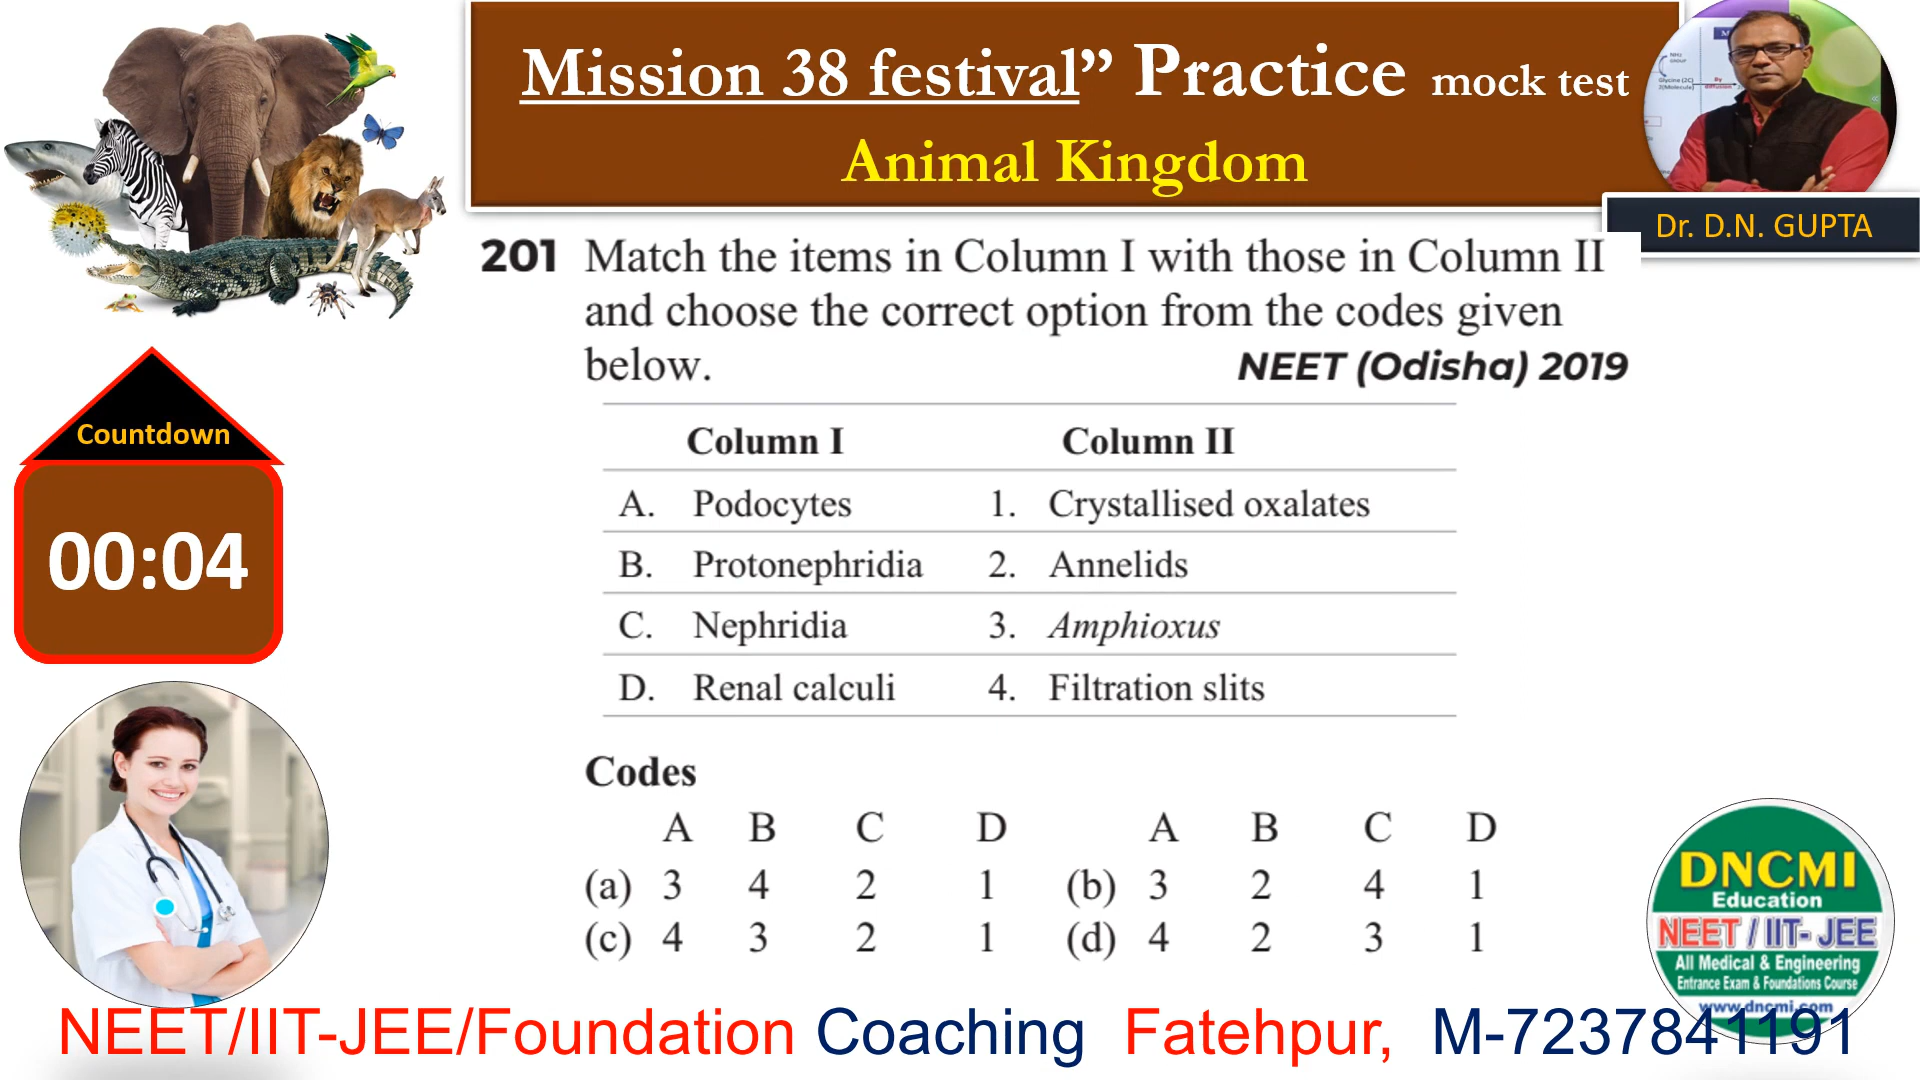 Mission 38 festival” Practice mock test
Animal Kingdom
Dr. D.N. GUPTA
201 Match the items in Column I with those in Column II
and choose the correct option from the codes given
below. NEET (Odisha) 2019
Column I Column II
A. Podocytes 1. Crystallised oxalates
B. Protonephridia 2. Annelids
C. Nephridia 3. Amphioxus
D. Renal calculi 4. Filtration slits
Codes
A B C D A B C D
(a) 3 4 2 1 (b) 3 2 4 1
(c) 4 3 2 1 (d) 4 2 3 1
Countdown
00:04
DNCMI
Education
NEET / IIT- JEE
All Medical & Engineering
Entrance Exam & Foundations Course
www.dncmi.com
NEET/IIT-JEE/Foundation Coaching Fatehpur, M-7237841191